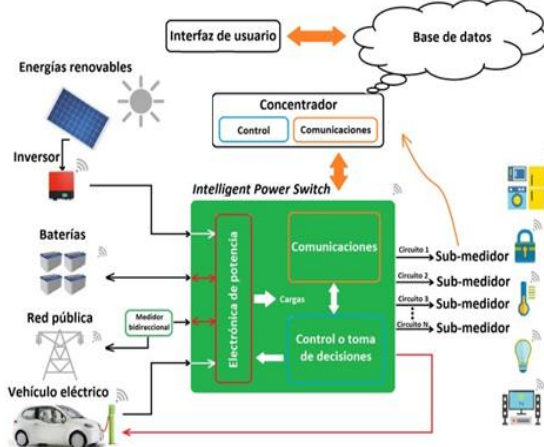 Interfaz de usuario
Base de datos
Energías renovables
Concentrador
Control
Comunicaciones
Inversor
Intelligent Power Switch
Baterías
Electrónica de potencia
Comunicaciones
Cargas
Circuito 1
Sub-medidor
Circuito 2
Sub-medidor
Circuito 3
Sub-medidor
Circuito N
Sub-medidor
Red pública
Medidor
bidireccional
Control o toma
de decisiones
Vehículo eléctrico